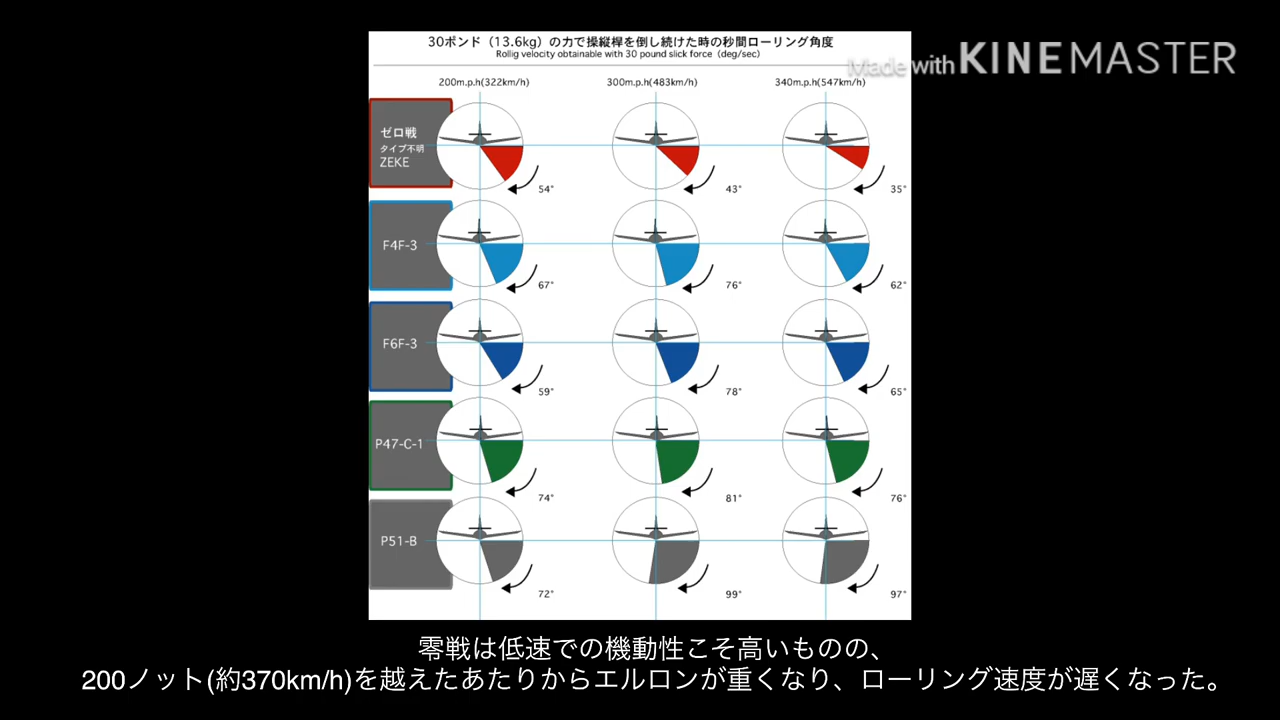 30ポンド（13.6kg）の力で操縦桿を倒し続けた時の秒間ローリング角度
Rollig velocity obtainable with 30 pound slick force（deg/sec）
Made with KINEMASTER
200m.p.h(322km/h) 300m.p.h(483km/h) 340m.p.h(547km/h)
ゼロ戦
タイプ不明
ZEKE
54° 43° 35°
F4F-3
67° 76° 62°
F6F-3
59° 78° 65°
P47-C-1
74° 81° 76°
P51-B
72° 99° 97°
零戦は低速での機動性こそ高いものの、
200ノット(約370km/h)を越えたあたりからエルロンが重くなり、ローリング速度が遅くなった。